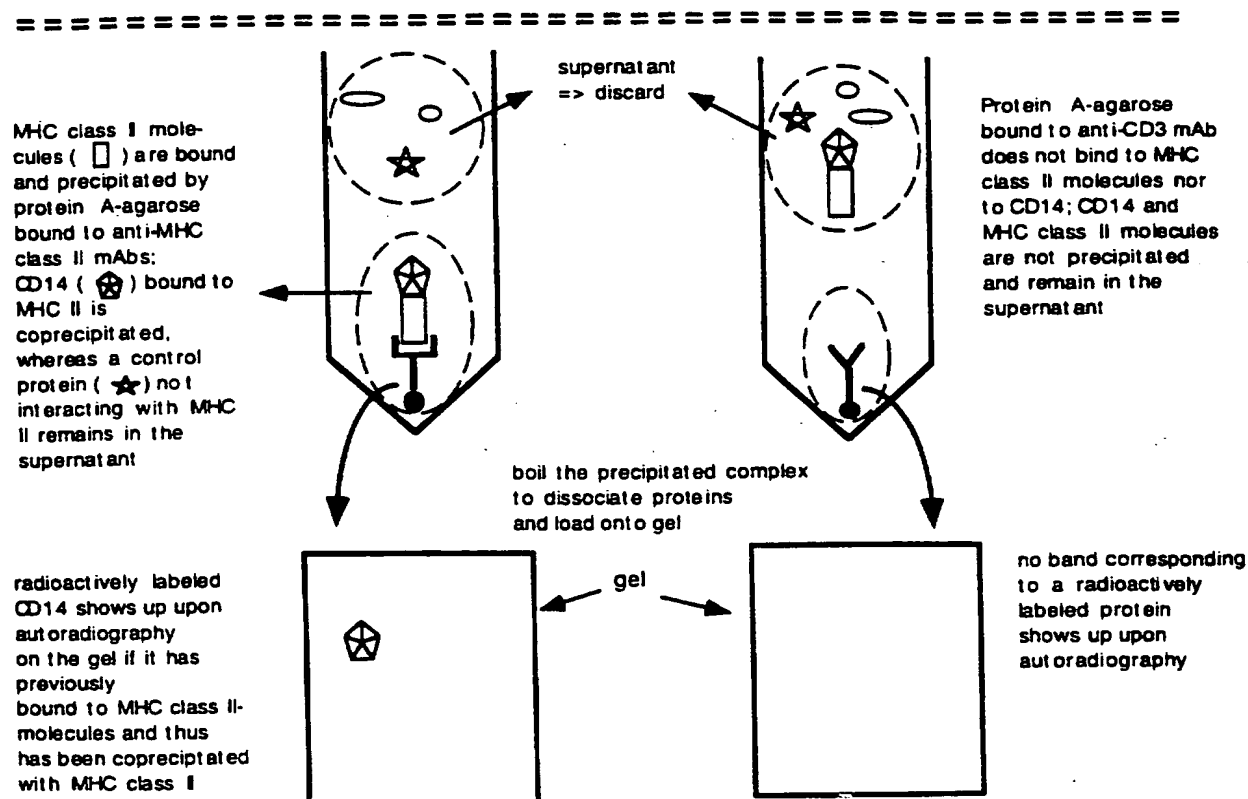 supernatant
=> discard
MHC class II mole-
cules ( ) are bound
and precipitated by
protein A-agarose
bound to anti-MHC
class II mAbs;
CD14 ( ) bound to
MHC II is
coprecipitated,
whereas a control
protein ( ) not
interacting with MHC
II remains in the
supernatant
Protein A-agarose
bound to anti-CD3 mAb
does not bind to MHC
class II molecules nor
to CD14; CD14 and
MHC class II molecules
are not precipitated
and remain in the
supernatant
boil the precipitated complex
to dissociate proteins
and load onto gel
radioactively labeled
CD14 shows up upon
autoradiography
on the gel if it has
previously
bound to MHC class II-
molecules and thus
has been copreciptated
with MHC class II
gel
no band corresponding
to a radioactively
labeled protein
shows up upon
autoradiography